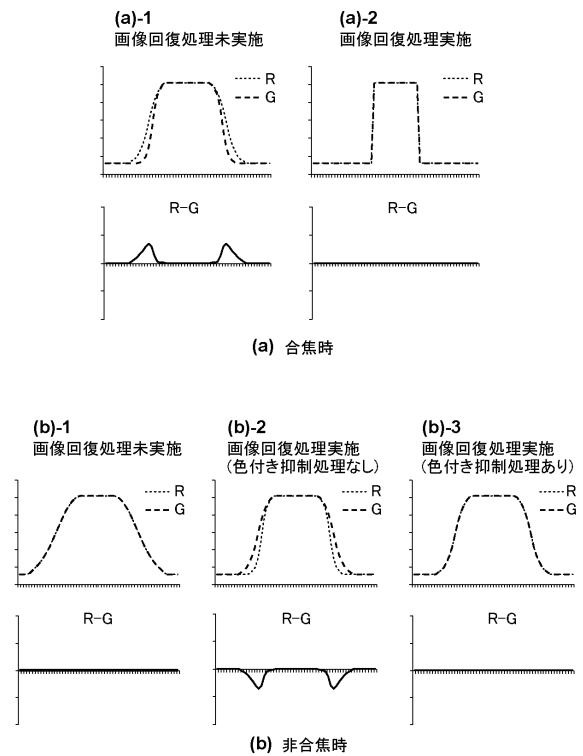 (a)-1
画像回復処理未実施
R
G
R-G
(a)-2
画像回復処理実施
R
G
R-G
(a) 合焦時
(b)-1
画像回復処理未実施
R
G
R-G
(b)-2
画像回復処理実施
(色付き抑制処理なし)
R
G
R-G
(b)-3
画像回復処理実施
(色付き抑制処理あり)
R
G
R-G
(b) 非合焦時